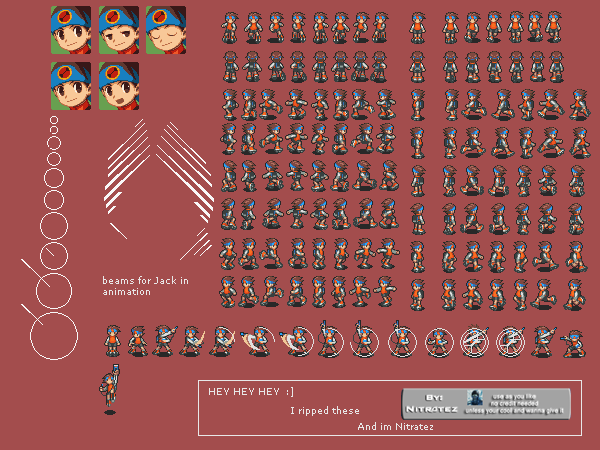 beams for Jack in
animation
HEY HEY HEY :]
I ripped these
And im Nitratez
By:
Nitratez
use as you like
no credit needed
unless your cool and wanna give it